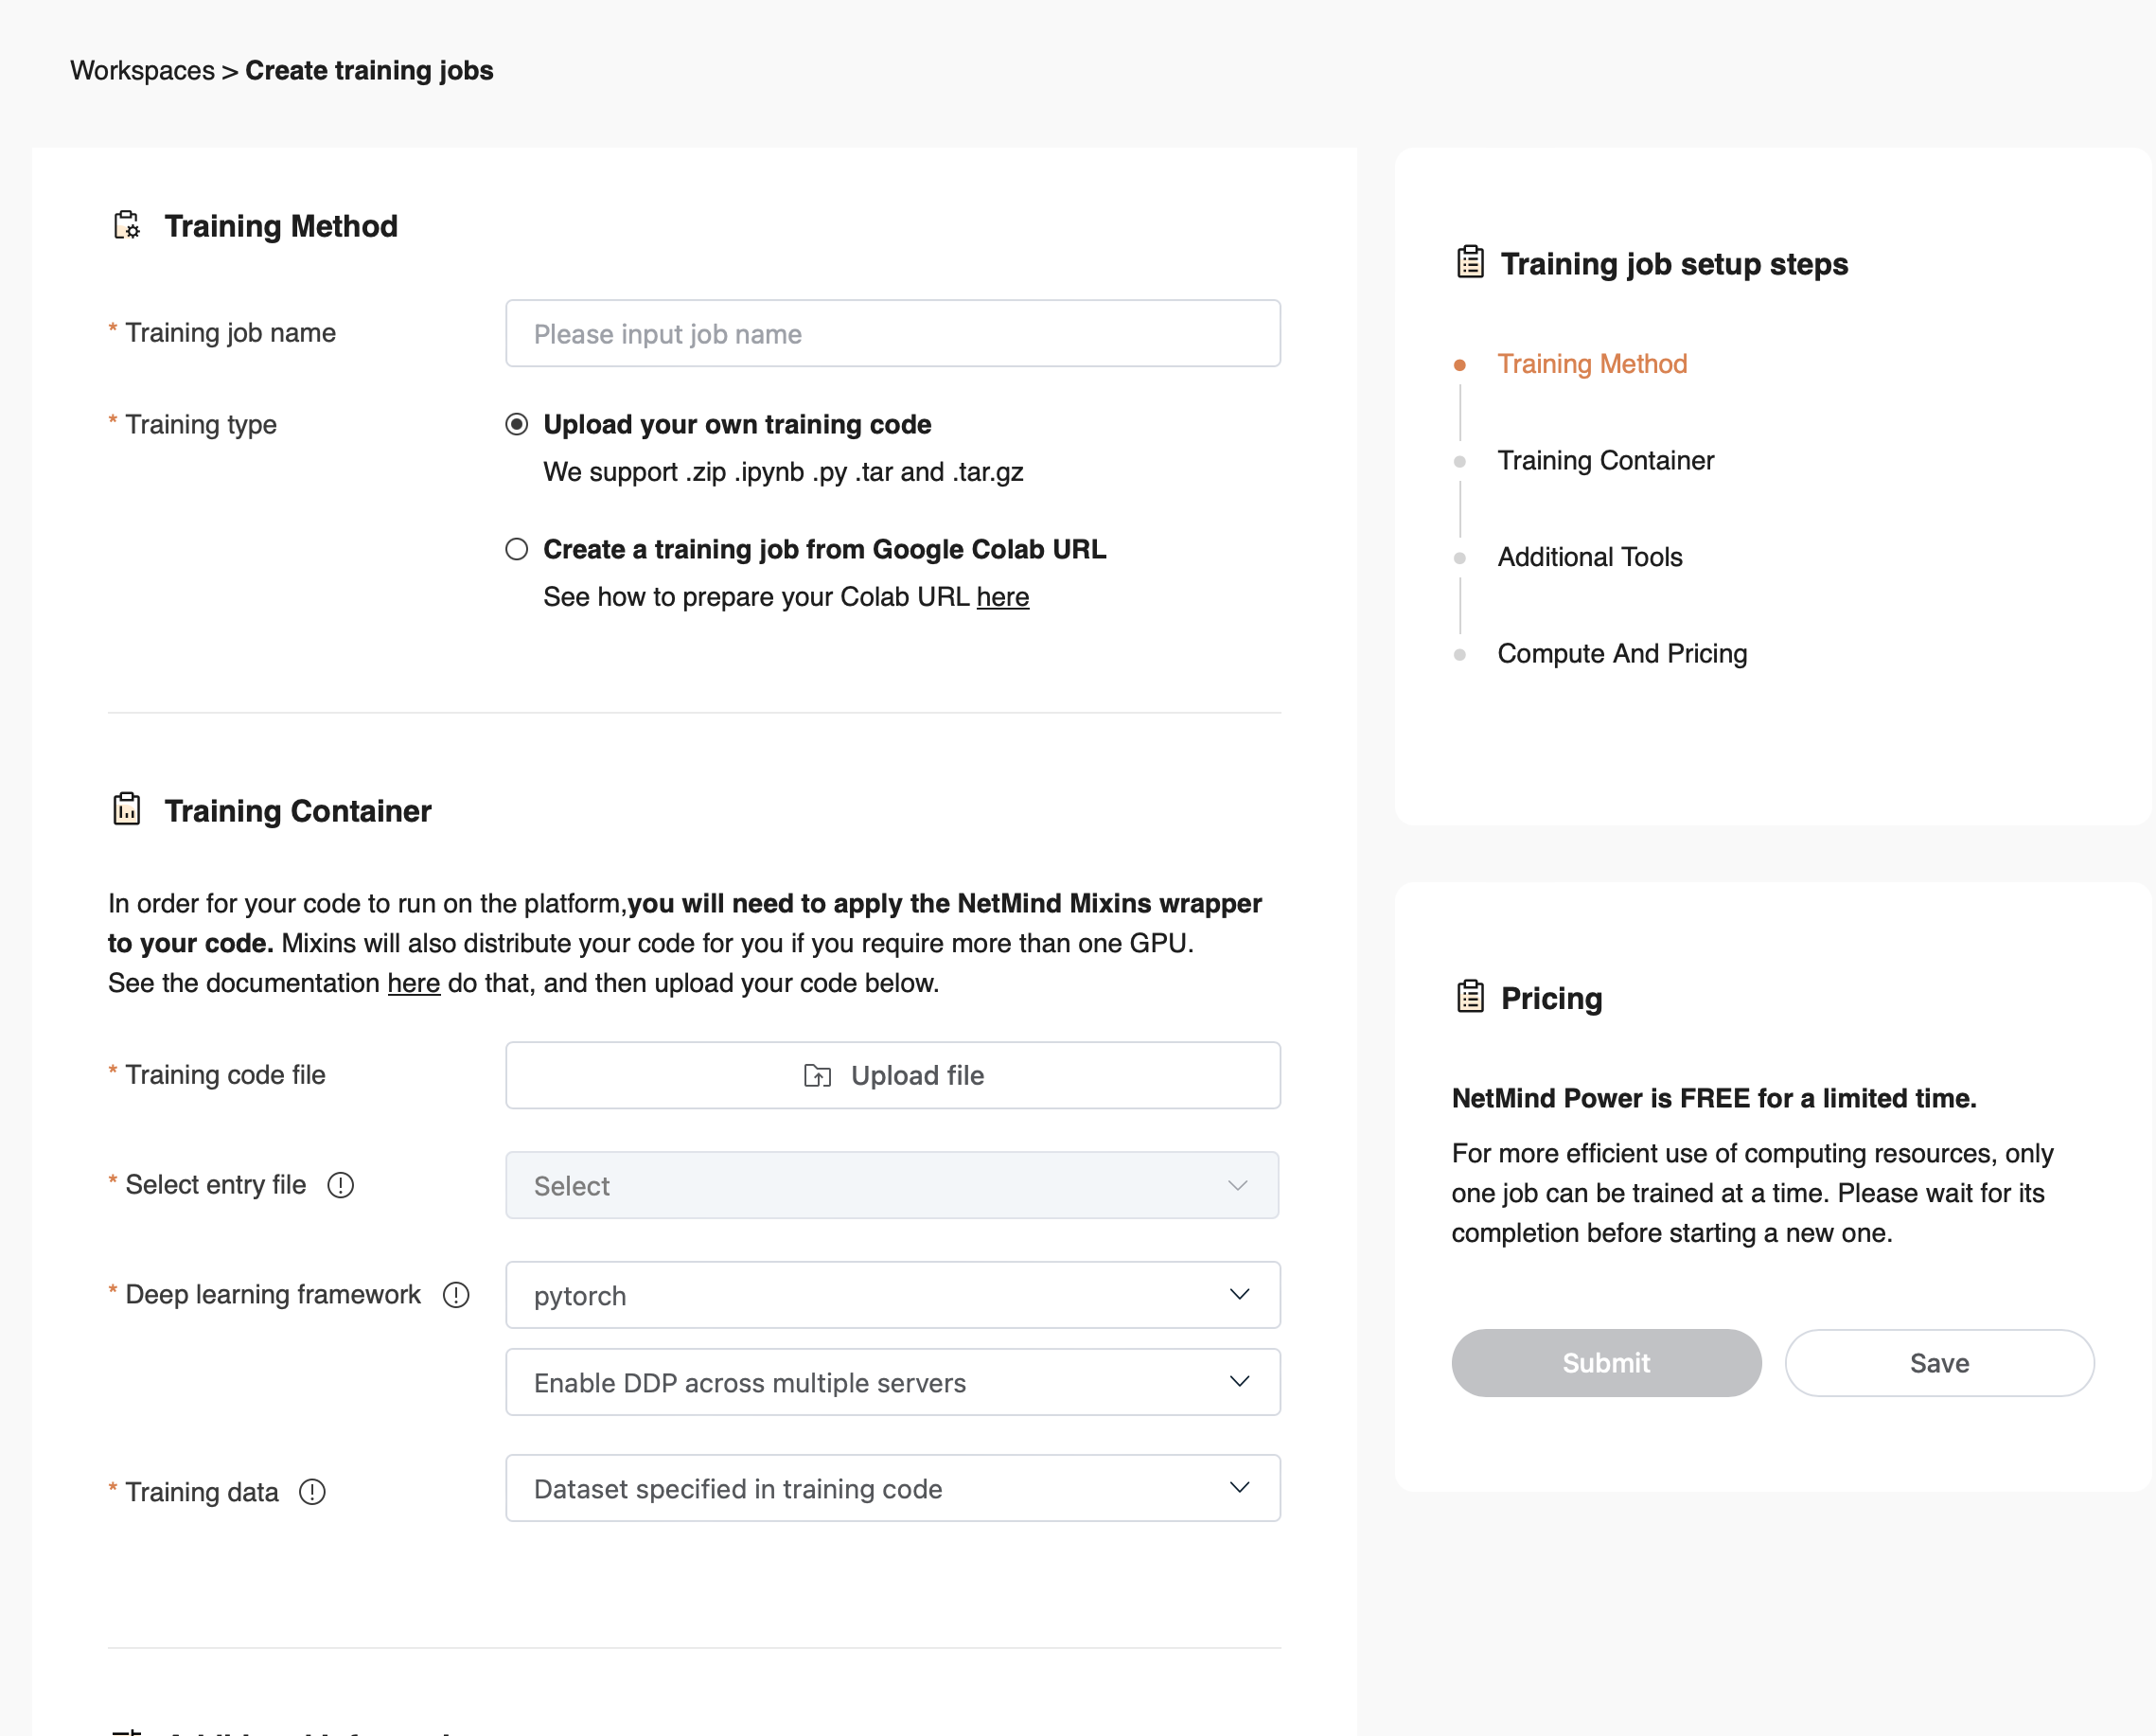 Workspaces > Create training jobs
Training Method
* Training job name
Please input job name
* Training type
Upload your own training code
We support .zip .ipynb .py .tar and .tar.gz
Create a training job from Google Colab URL
See how to prepare your Colab URL here
Training Container
In order for your code to run on the platform,you will need to apply the NetMind Mixins wrapper
to your code. Mixins will also distribute your code for you if you require more than one GPU.
See the documentation here do that, and then upload your code below.
* Training code file
Upload file
* Select entry file
Select
* Deep learning framework
pytorch
Enable DDP across multiple servers
* Training data
Dataset specified in training code
Training job setup steps
Training Method
Training Container
Additional Tools
Compute And Pricing
Pricing
NetMind Power is FREE for a limited time.
For more efficient use of computing resources, only
one job can be trained at a time. Please wait for its
completion before starting a new one.
Submit
Save